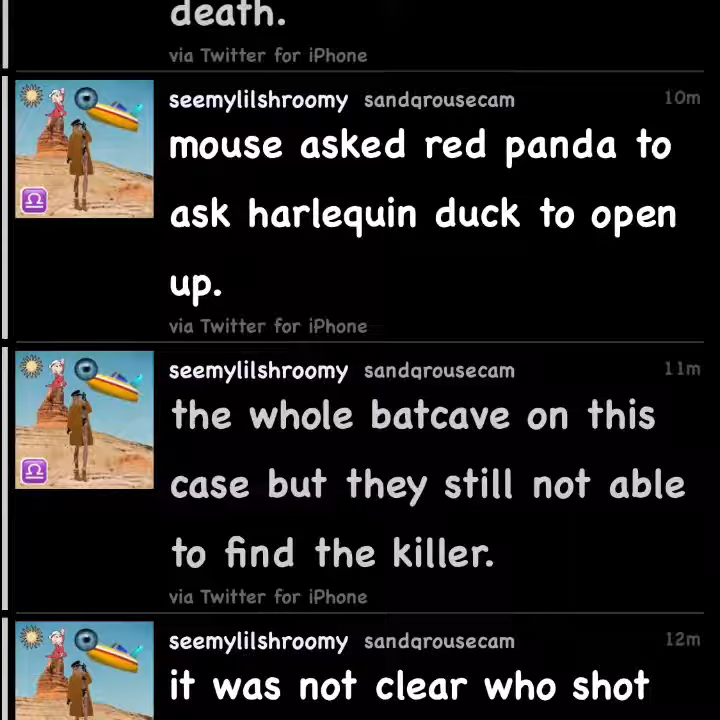 death.
via Twitter for iPhone
seemylilshroomy sandgrousecam 10m
mouse asked red panda to
ask harlequin duck to open
up.
via Twitter for iPhone
seemylilshroomy sandgrousecam 11m
the whole batcave on this
case but they still not able
to find the killer.
via Twitter for iPhone
seemylilshroomy sandgrousecam 12m
it was not clear who shot